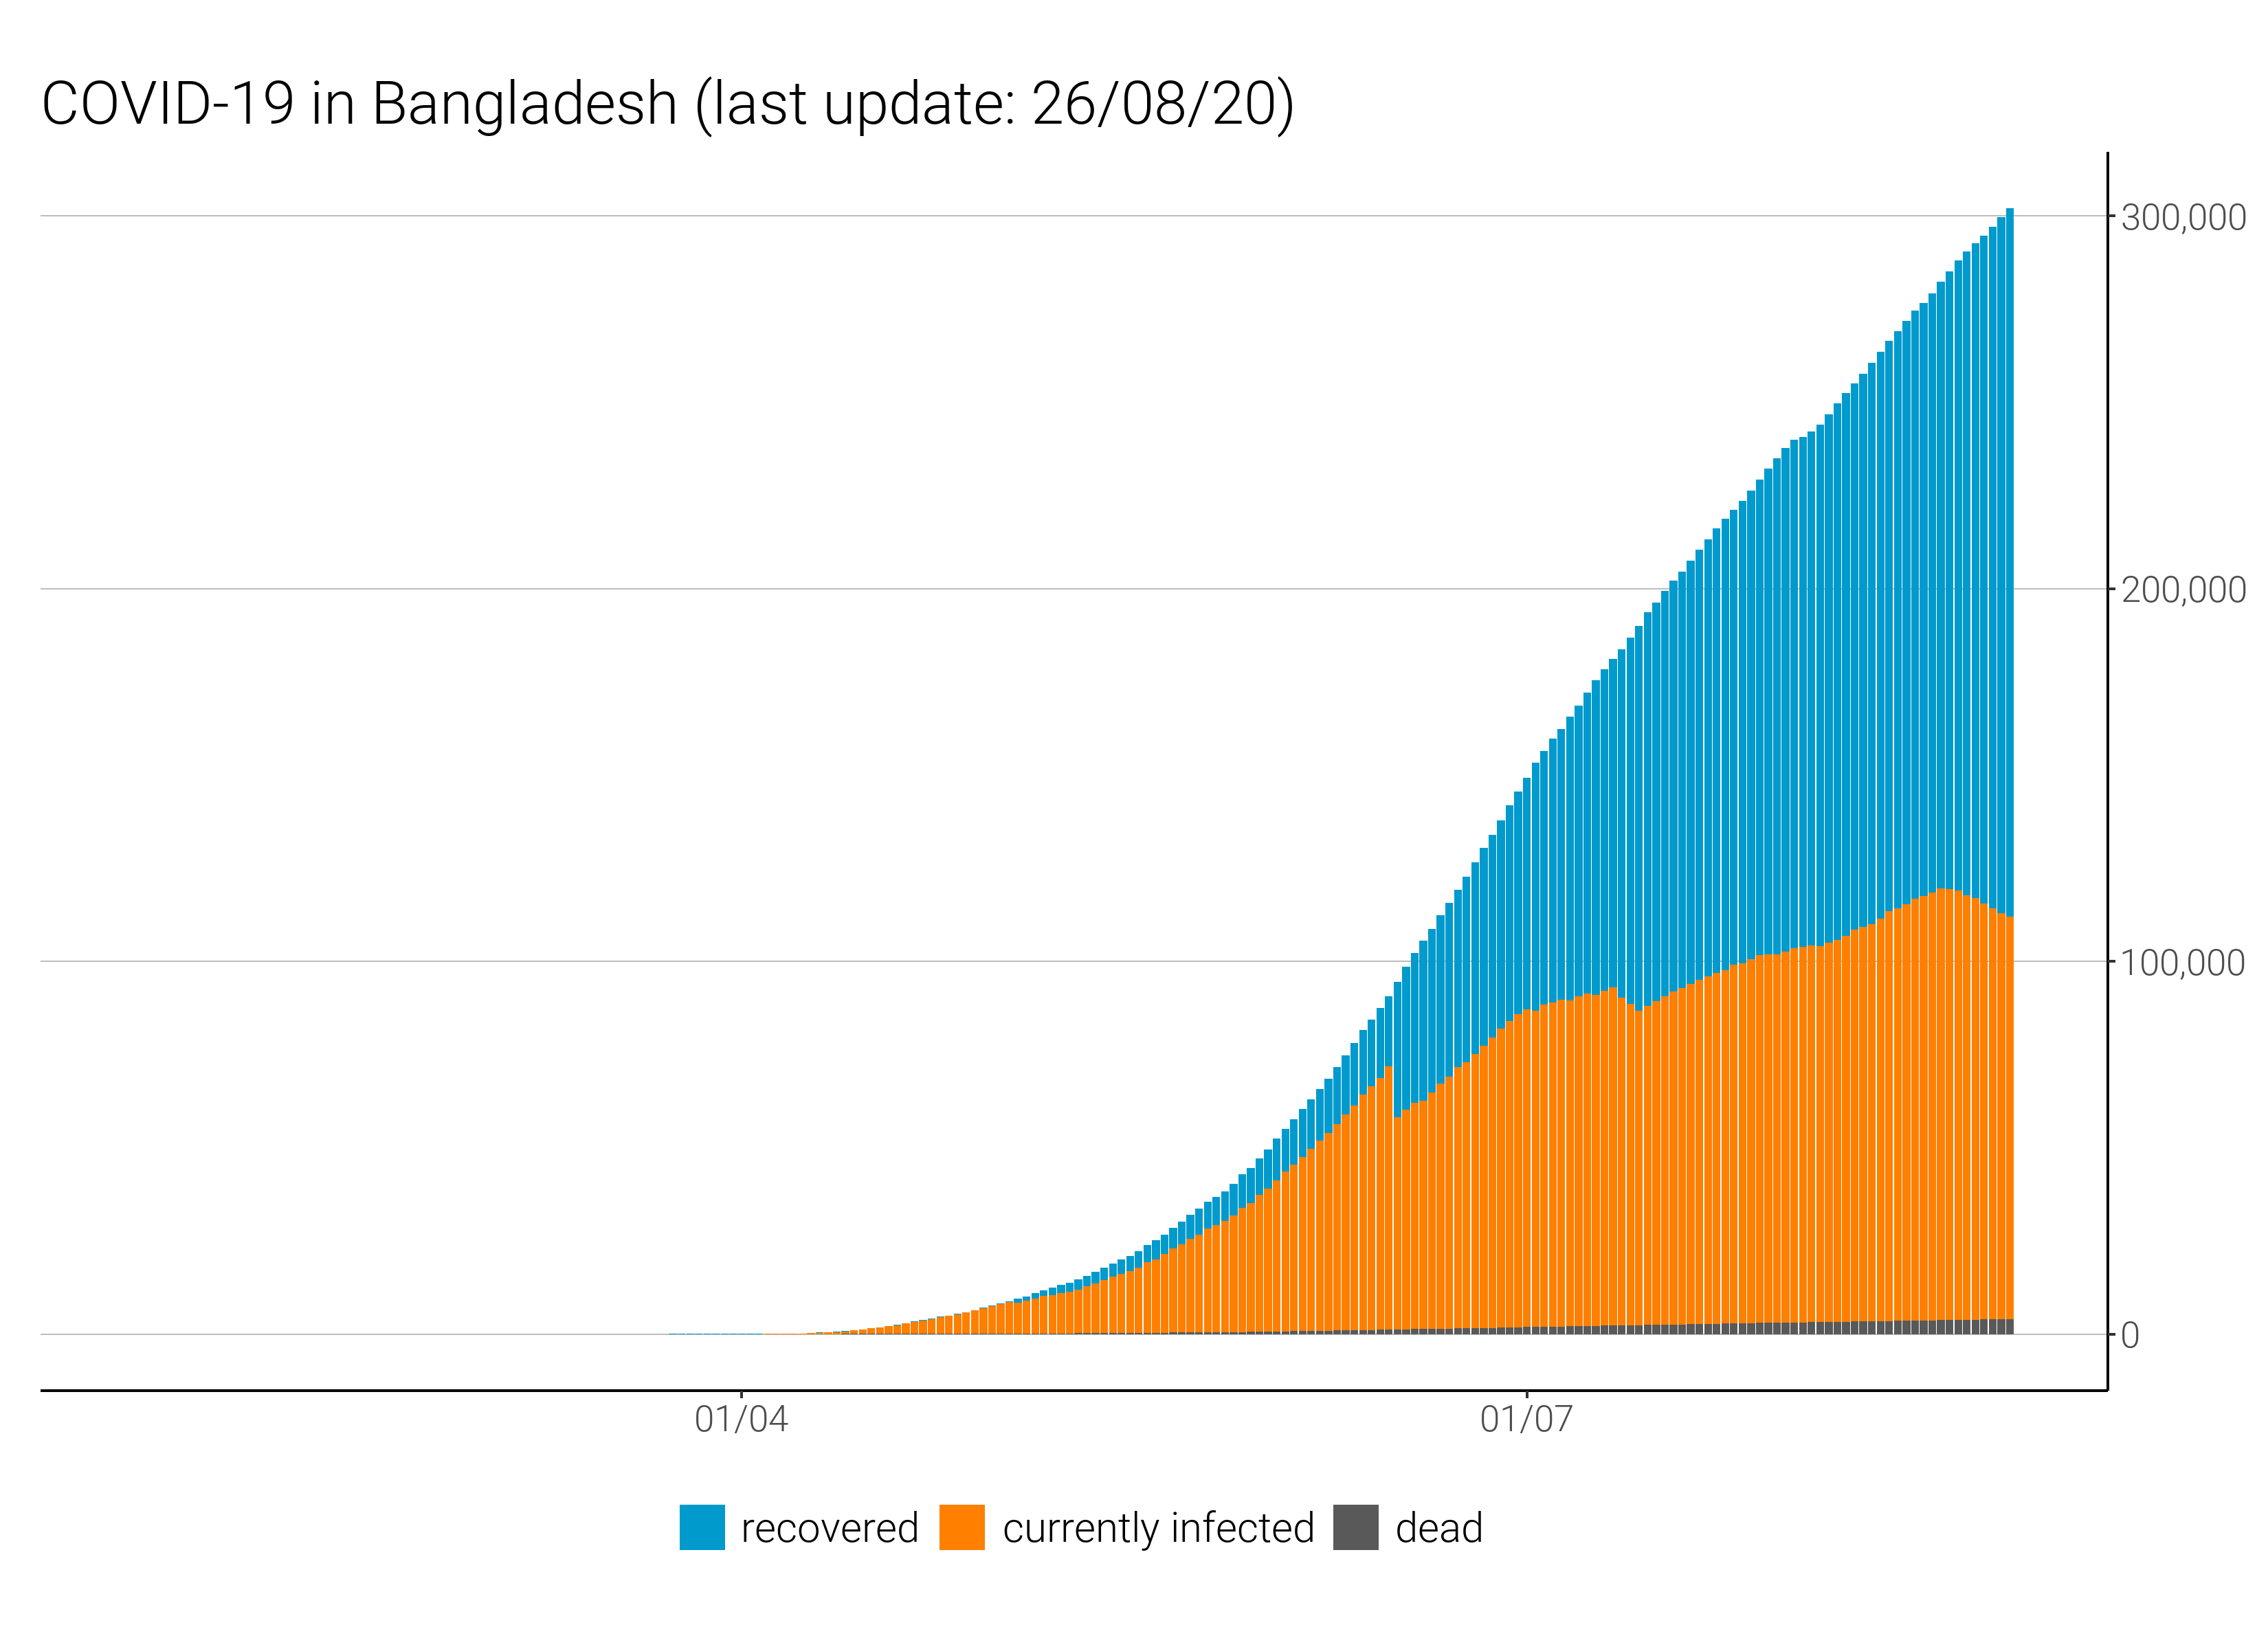 COVID-19 in Bangladesh (last update: 26/08/20)
300,000
200,000
100,000
0
01/04 01/07
recovered currently infected dead